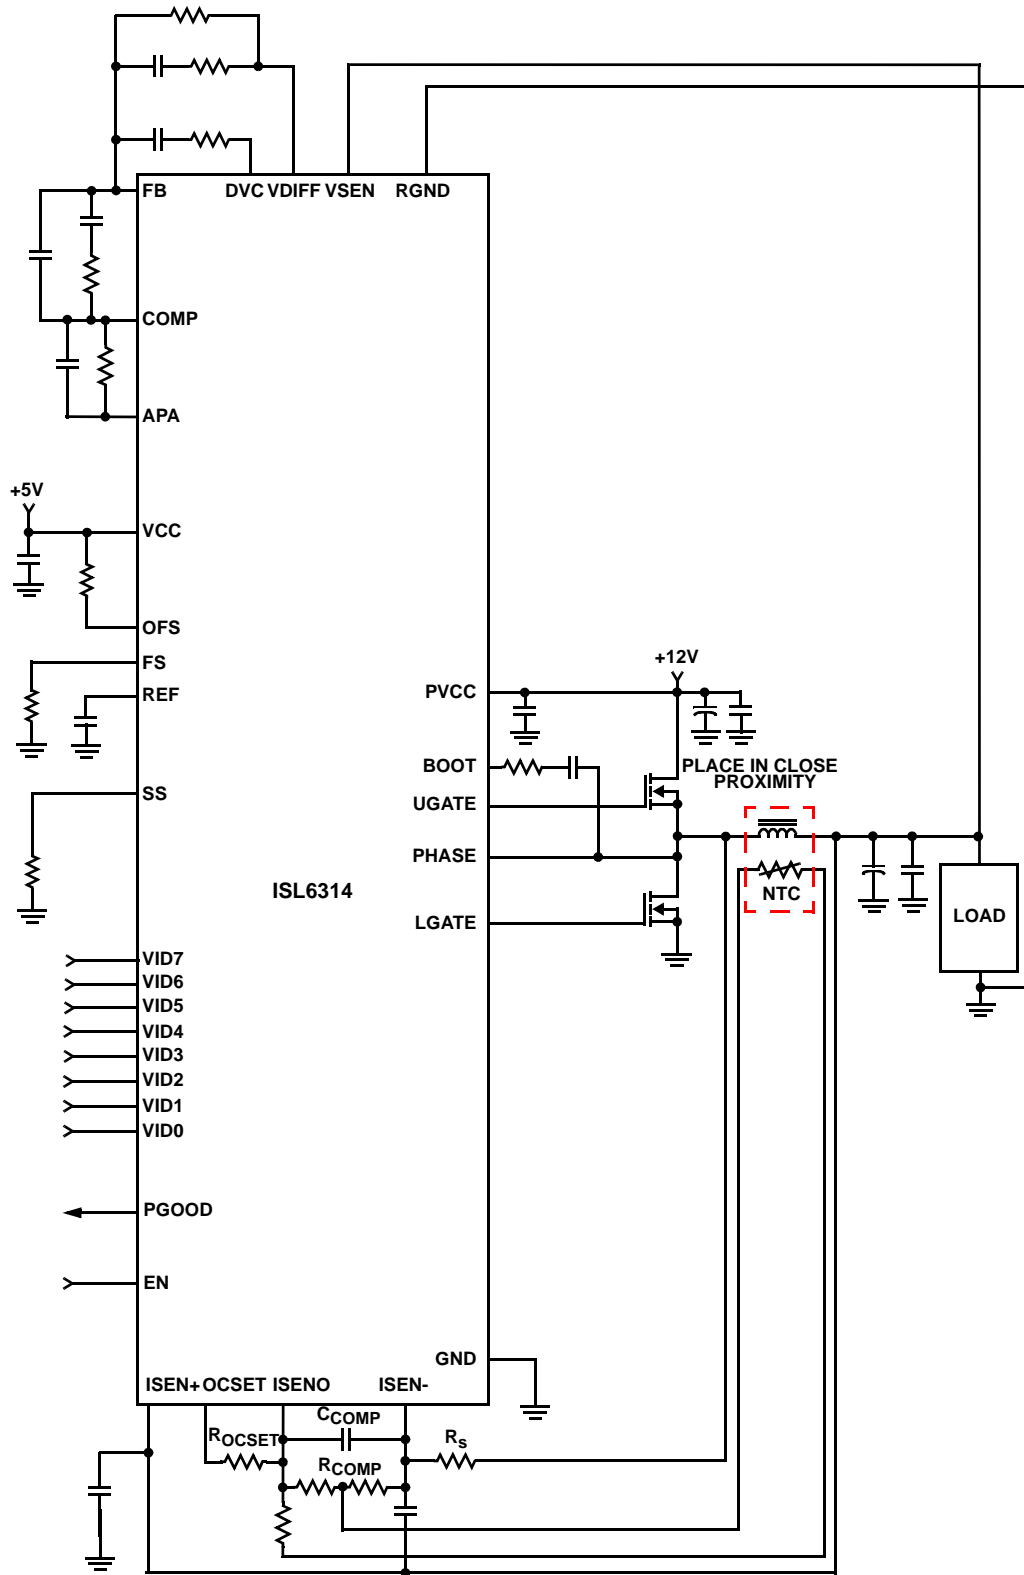 FB
DVC VDIFF VSEN RGND
COMP
APA
+5V
VCC
OFS
FS
REF
SS
+12V
PVCC
BOOT
PLACE IN CLOSE
PROXIMITY
UGATE
PHASE
ISL6314
NTC
LGATE
LOAD
VID7
VID6
VID5
VID4
VID3
VID2
VID1
VID0
PGOOD
EN
GND
ISEN+ OCSET ISENO ISEN-
CCOMP
ROCSET
Rs
RCOMP